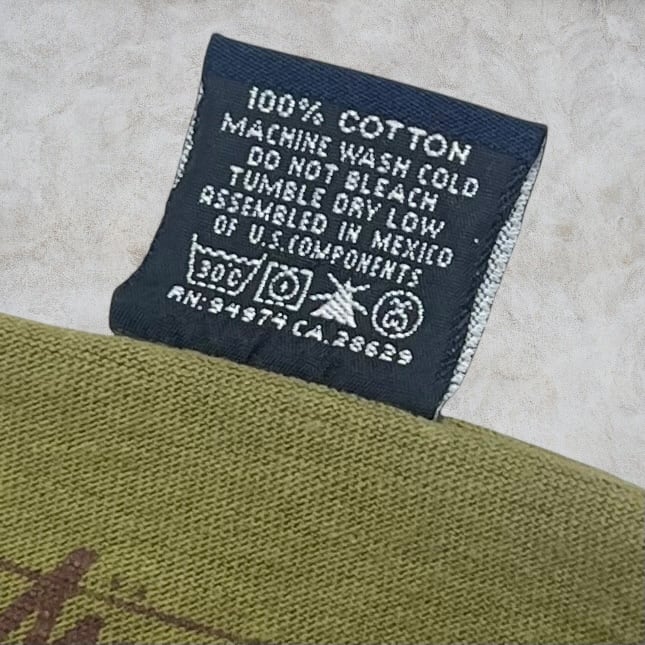 100% COTTON
MACHINE WASH COLD
DO NOT BLEACH
TUMBLE DRY LOW
ASSEMBLED IN MEXICO
OF U.S.COMPONENTS
30C
RN:94974 CA.28629